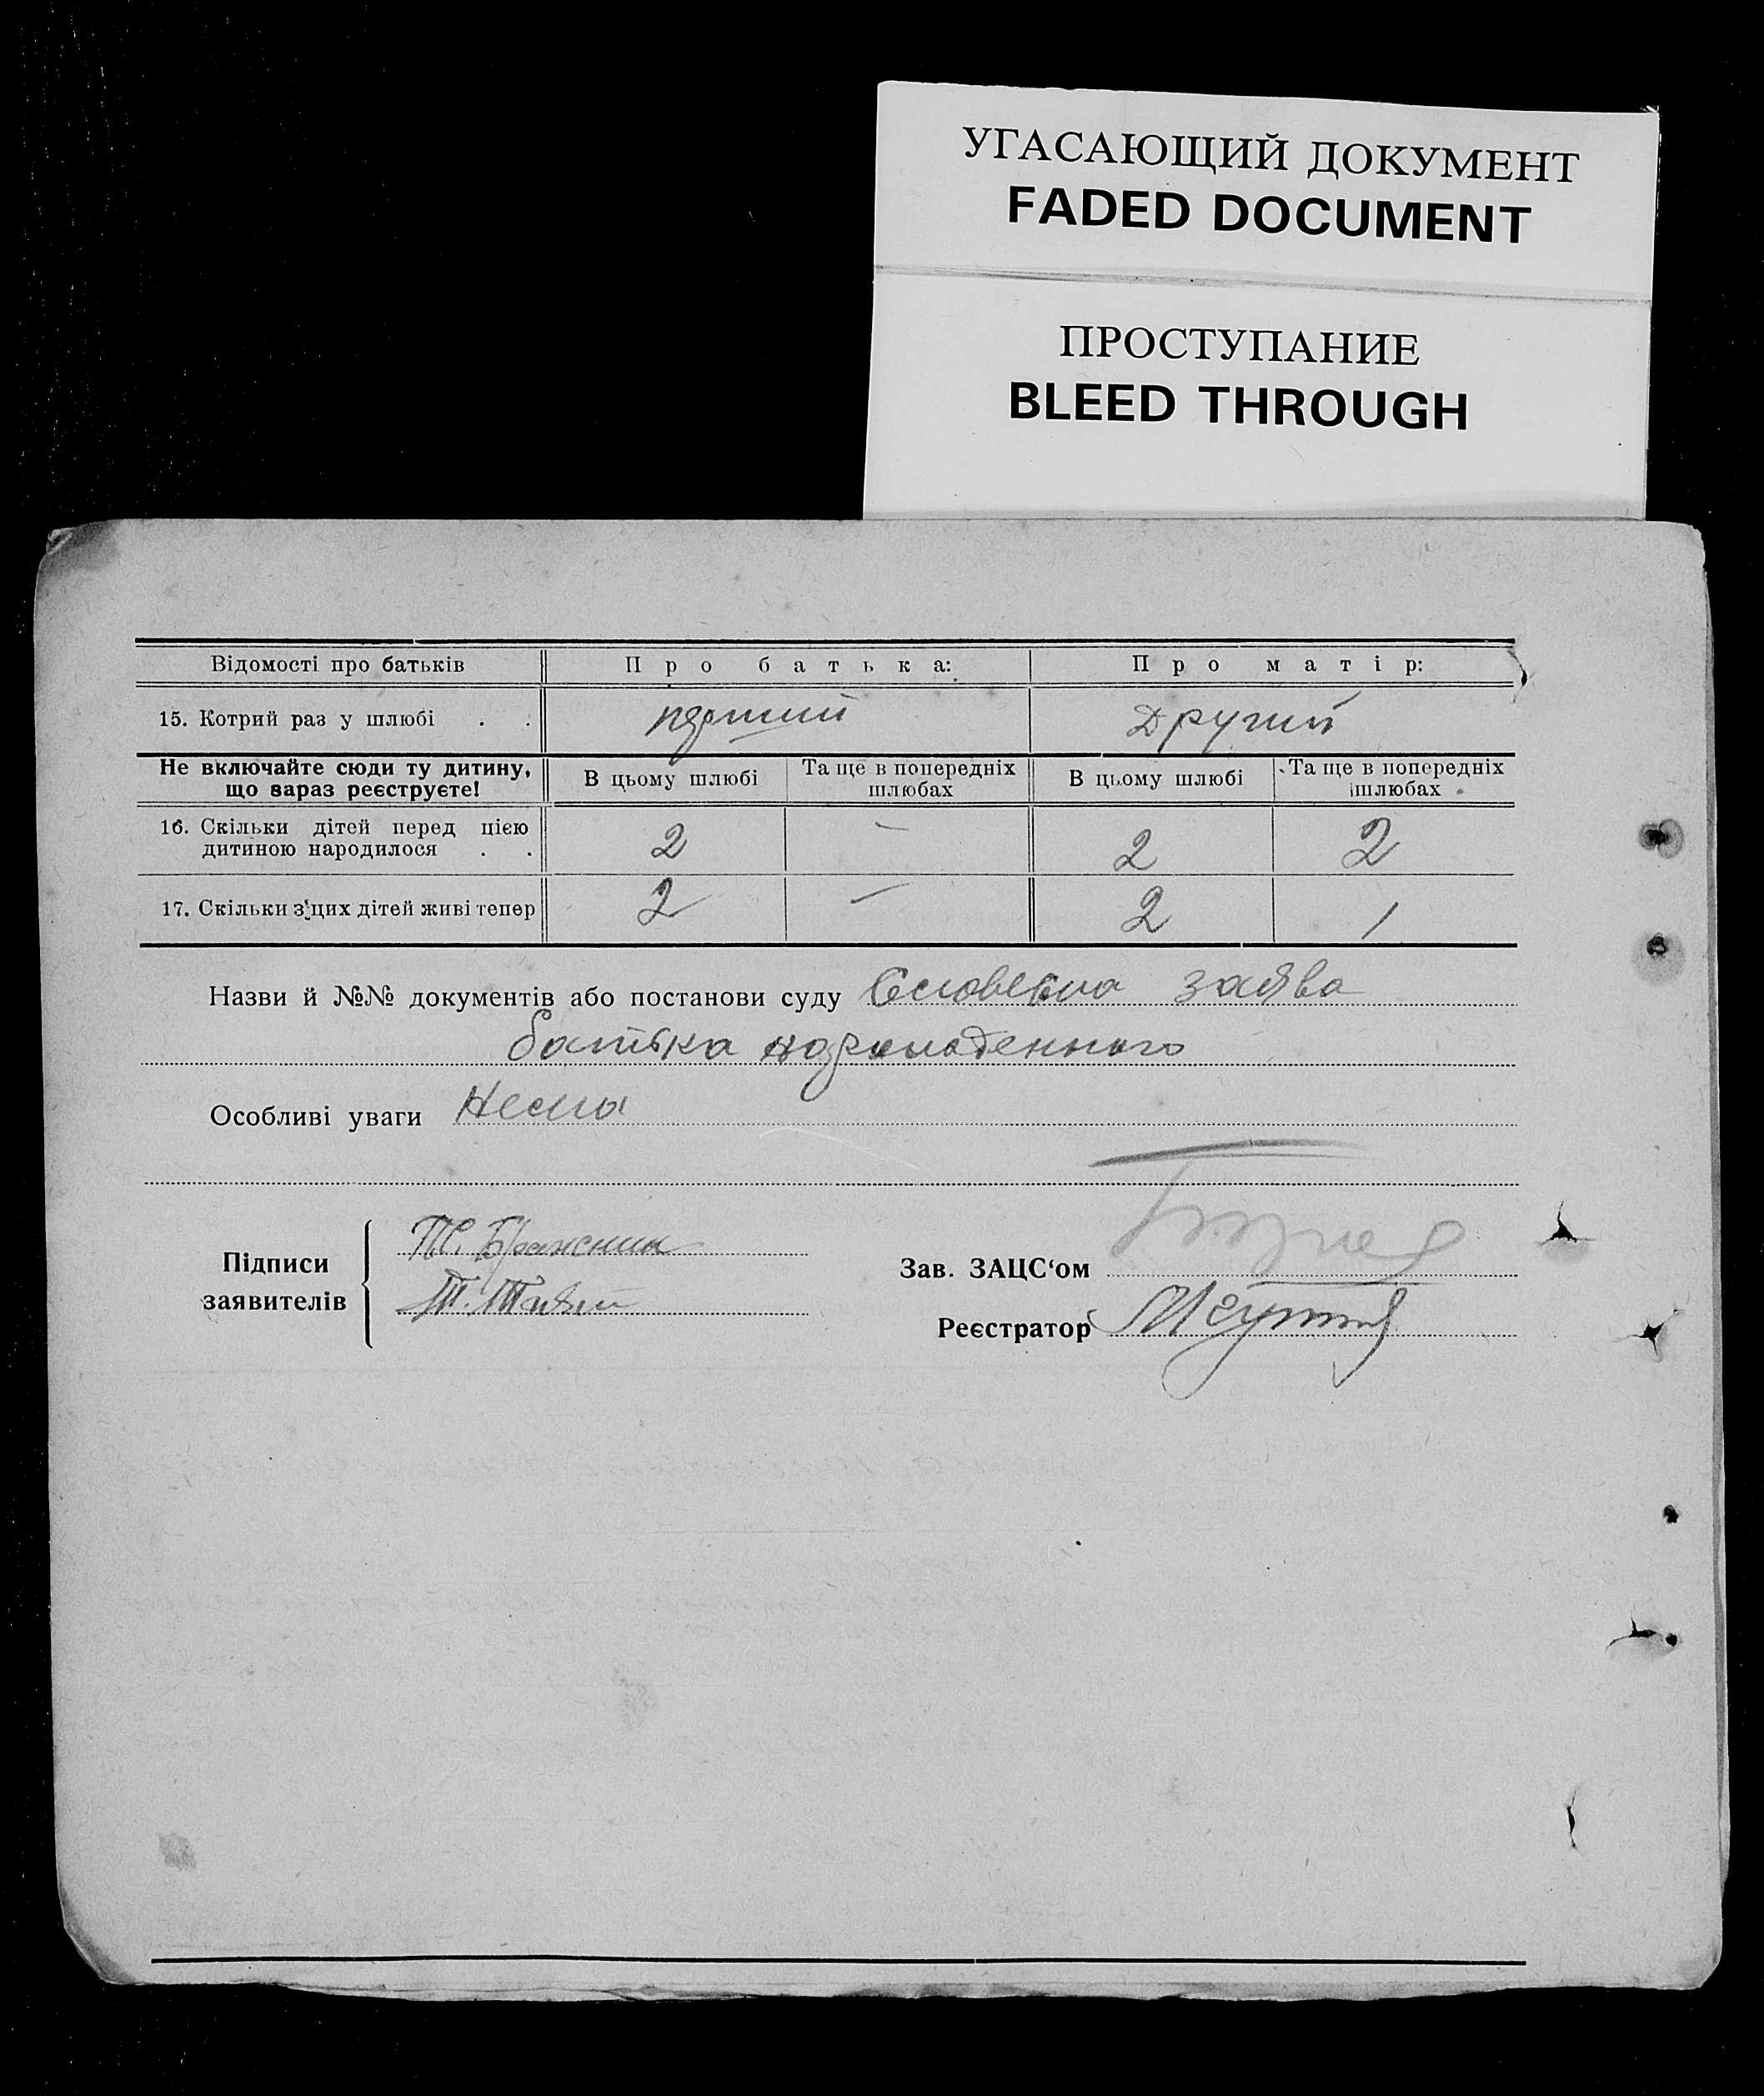 УГАСАЮЩИЙ ДОКУМЕНТ
FADED DOCUMENT
ПРОСТУПАНИЕ
BLEED THROUGH
Відомості про батьків Про батька: Про матір:
15. Котрий раз у шлюбі . . перший Другий
Не включайте сюди ту дитину, що зараз реєструєте! В цьому шлюбі Та ще в попередніх шлюбах В цьому шлюбі Та ще в попередніх шлюбах
16. Скільки дітей перед цією
дитиною народилося . . 2 — 2 2
17. Скільки з цих дітей живі тепер 2 — 2 1
Назви й №№ документів або постанови суду Словесна заява
батька
Особливі уваги Нема
Підписи
заявителів
Зав. ЗАЦС‘ом
Реєстратор